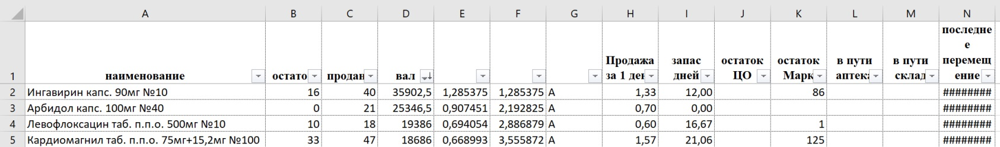 A B C D E F G H I J K L M N
1 наименование остато продан вал Продажа за 1 ден запас дней остаток ЦО остаток Марк в пути аптека в пути склад последне е перемещ ение
2 Ингавирин капс. 90мг №10 16 40 35902,5 1,285375 1,285375 А 1,33 12,00 86 ########
3 Арбидол капс. 100мг №40 0 21 25346,5 0,907451 2,192825 А 0,70 0,00 ########
4 Левофлоксацин таб. п.п.о. 500мг №10 10 18 19386 0,694054 2,886879 А 0,60 16,67 1 ########
5 Кардиомагнил таб. п.п.о. 75мг+15,2мг №100 33 47 18686 0,668993 3,555872 А 1,57 21,06 125 ########